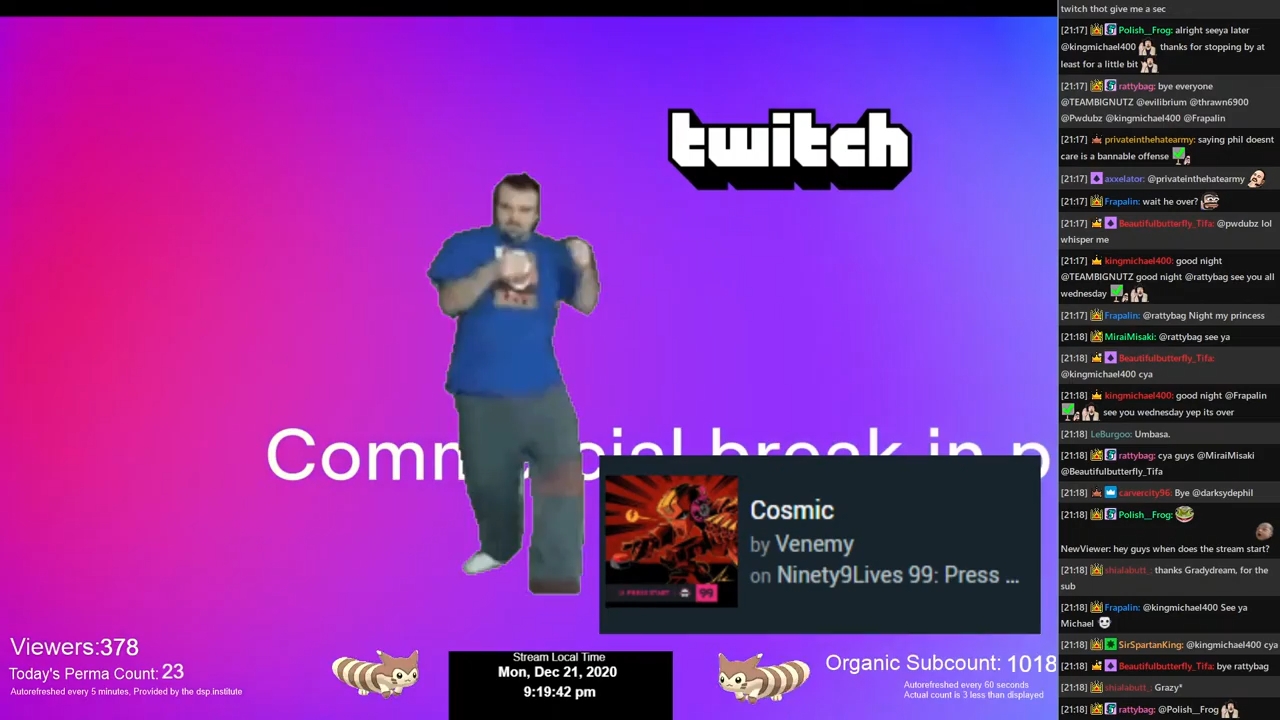 twitch
Comm cial break in p
Cosmic
by Venemy
on Ninety9Lives 99: Press ...
99
Viewers:378
Today's Perma Count: 23
Autorefreshed every 5 minutes, Provided by the dsp.institute
Stream Local Time
Mon, Dec 21, 2020
9:19:42 pm
Organic Subcount: 1018
Autorefreshed every 60 seconds
Actual count is 3 less than displayed
twitch thot give me a sec
[21:17] Polish__Frog: alright seeya later
@kingmichael400 thanks for stopping by at
least for a little bit
[21:17] rattybag: bye everyone
@TEAMBIGNUTZ @evilibrium @thrawn6900
@Pwdubz @kingmichael400 @Frapalin
[21:17] privateinthehatearmy: saying phil doesnt
care is a bannable offense
[21:17] axxelator: @privateinthehatearmy
[21:17] Frapalin: wait he over?
[21:17] Beautifulbutterfly_Tifa: @pwdubz lol
whisper me
[21:17] kingmichael400: good night
@TEAMBIGNUTZ good night @rattybag see you all
wednesday
[21:17] Frapalin: @rattybag Night my princess
[21:18] MiraiMisaki: @rattybag see ya
[21:18] Beautifulbutterfly_Tifa:
@kingmichael400 cya
[21:18] kingmichael400: good night @Frapalin
see you wednesday yep its over
[21:18] LeBurgoo: Umbasa.
[21:18] rattybag: cya guys @MiraiMisaki
@Beautifulbutterfly_Tifa
[21:18] carvercity96: Bye @darksydephil
[21:18] Polish__Frog:
NewViewer: hey guys when does the stream start?
[21:18] shialabutt_: thanks Gradydream, for the
sub
[21:18] Frapalin: @kingmichael400 See ya
Michael
[21:18] SirSpartanKing: @kingmichael400 cya
[21:18] Beautifulbutterfly_Tifa: bye rattybag
[21:18] shialabutt_: Grazy*
[21:18] rattybag: @Polish__Frog